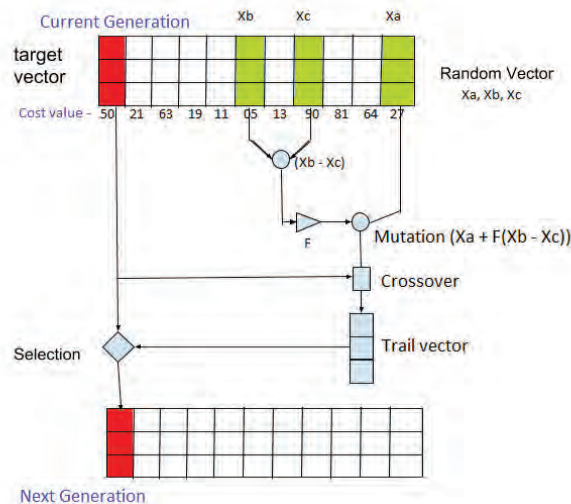 Current Generation
Xb Xc Xa
target
vector
Random Vector
Xa, Xb, Xc
Cost value - 50 21 63 19 11 05 13 90 81 64 27
(Xb - Xc)
F
Mutation (Xa + F(Xb - Xc))
Crossover
Trail vector
Selection
Next Generation